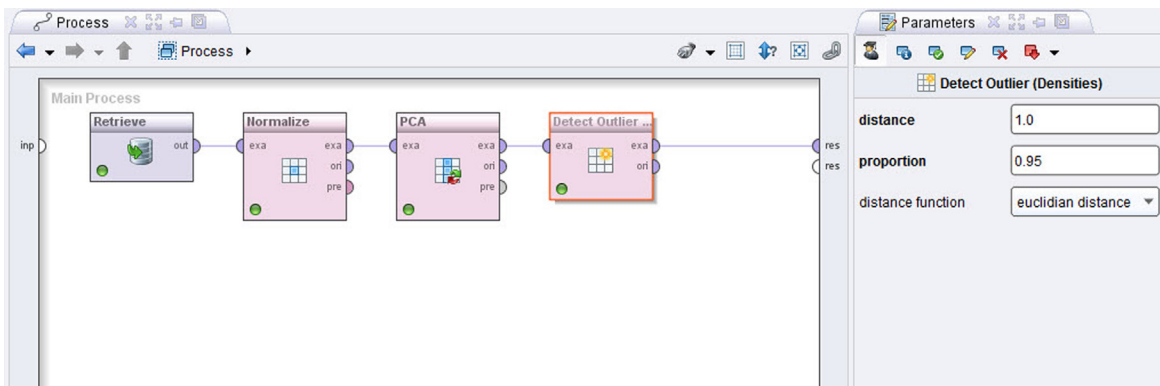 Process
Parameters
Process
Detect Outlier (Densities)
Main Process
Retrieve
Normalize
PCA
Detect Outlier ...
distance
1.0
inp
out
exa
exa
exa
exa
exa
exa
res
ori
ori
ori
res
proportion
0.95
pre
pre
distance function
euclidian distance